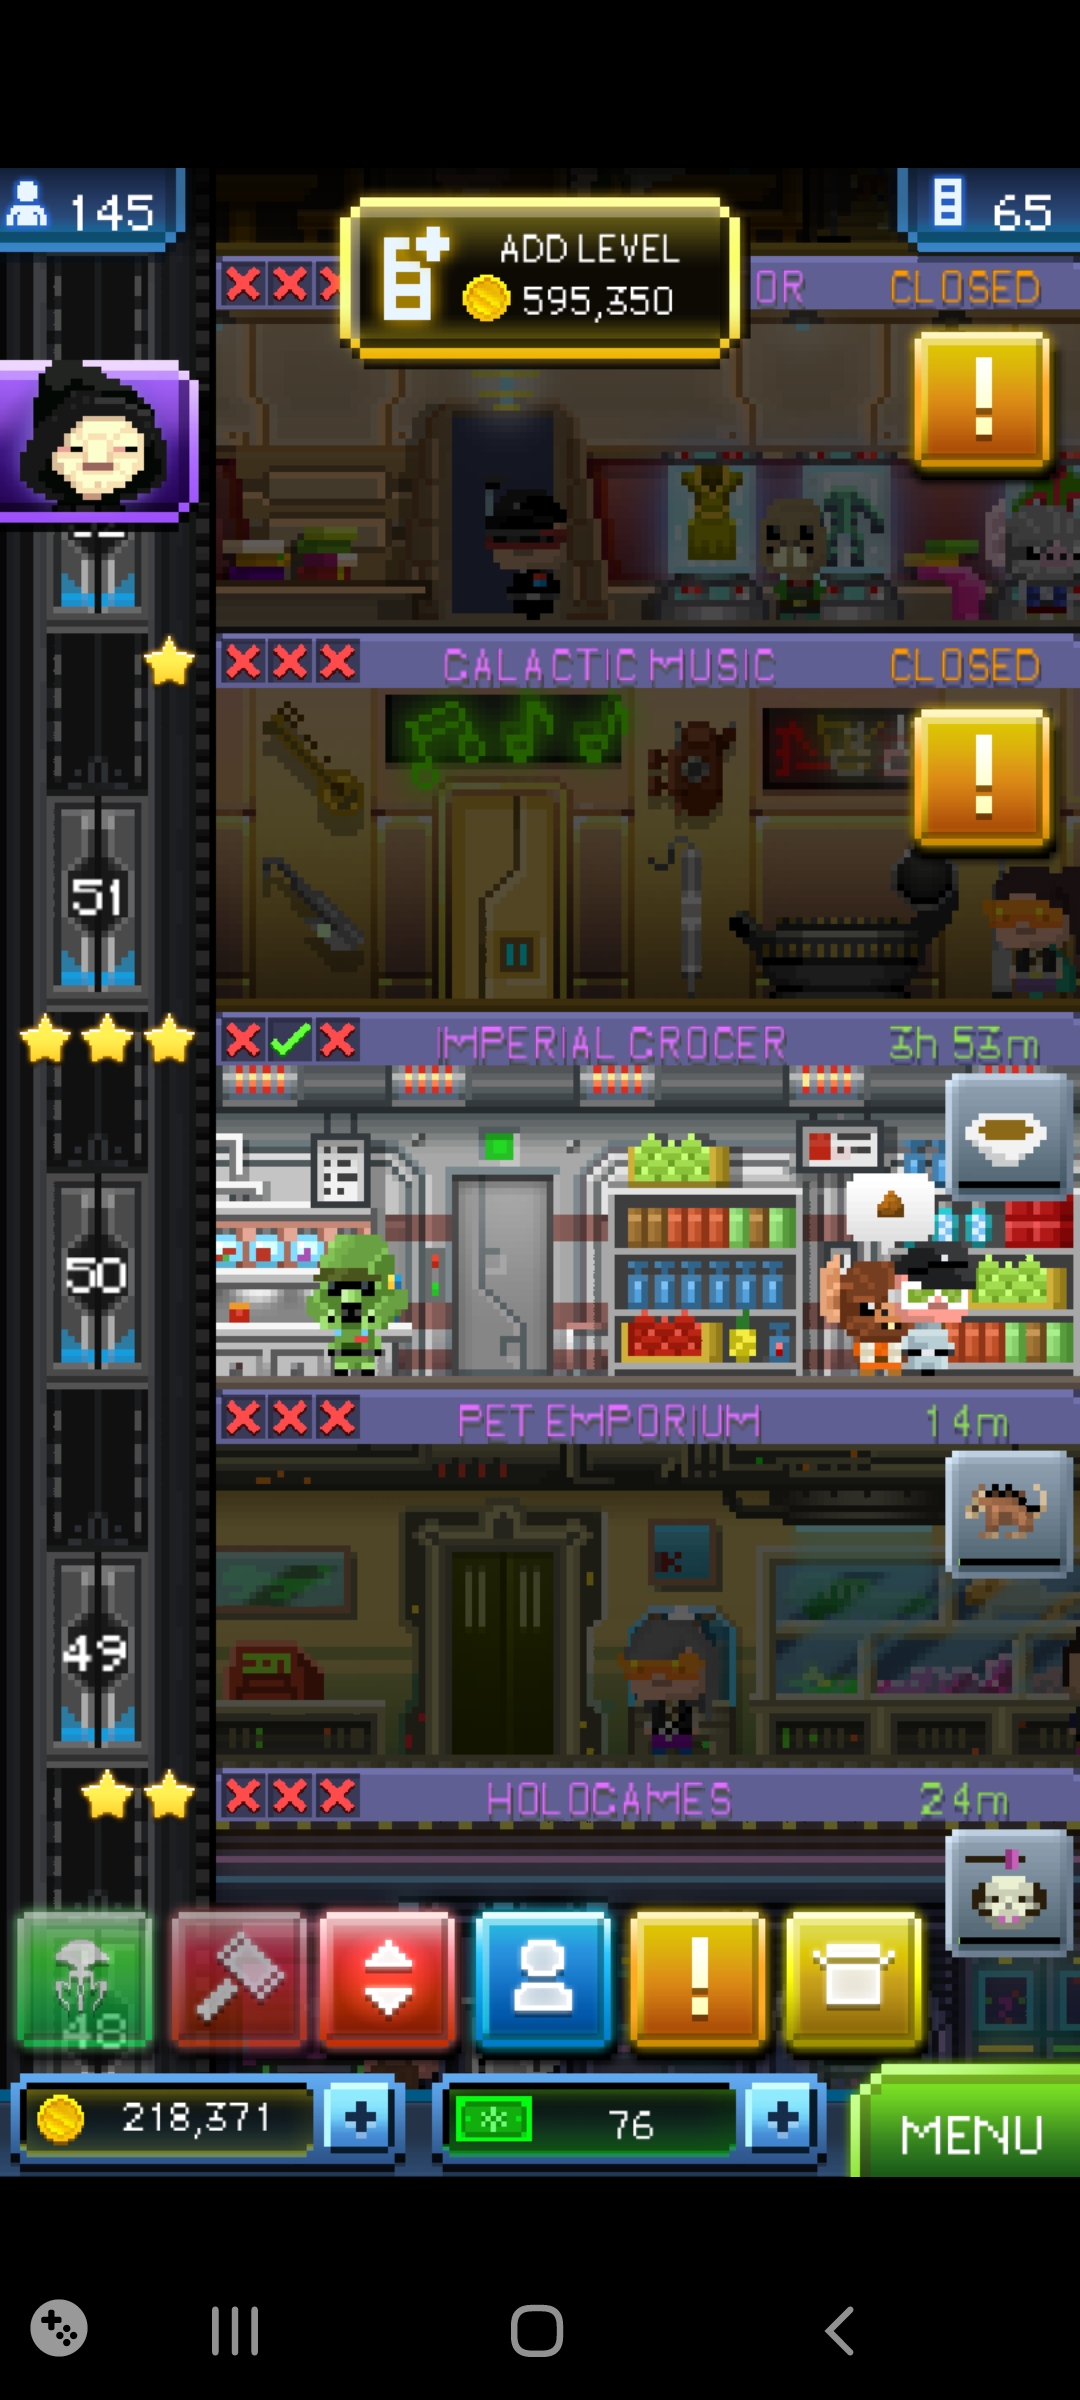 145
65
ADD LEVEL
595,350
OR
CLOSED
GALACTIC MUSIC
CLOSED
51
IMPERIAL GROCER
3h 53m
50
PET EMPORIUM
14m
49
HOLOGAMES
24m
48
218,371
76
MENU